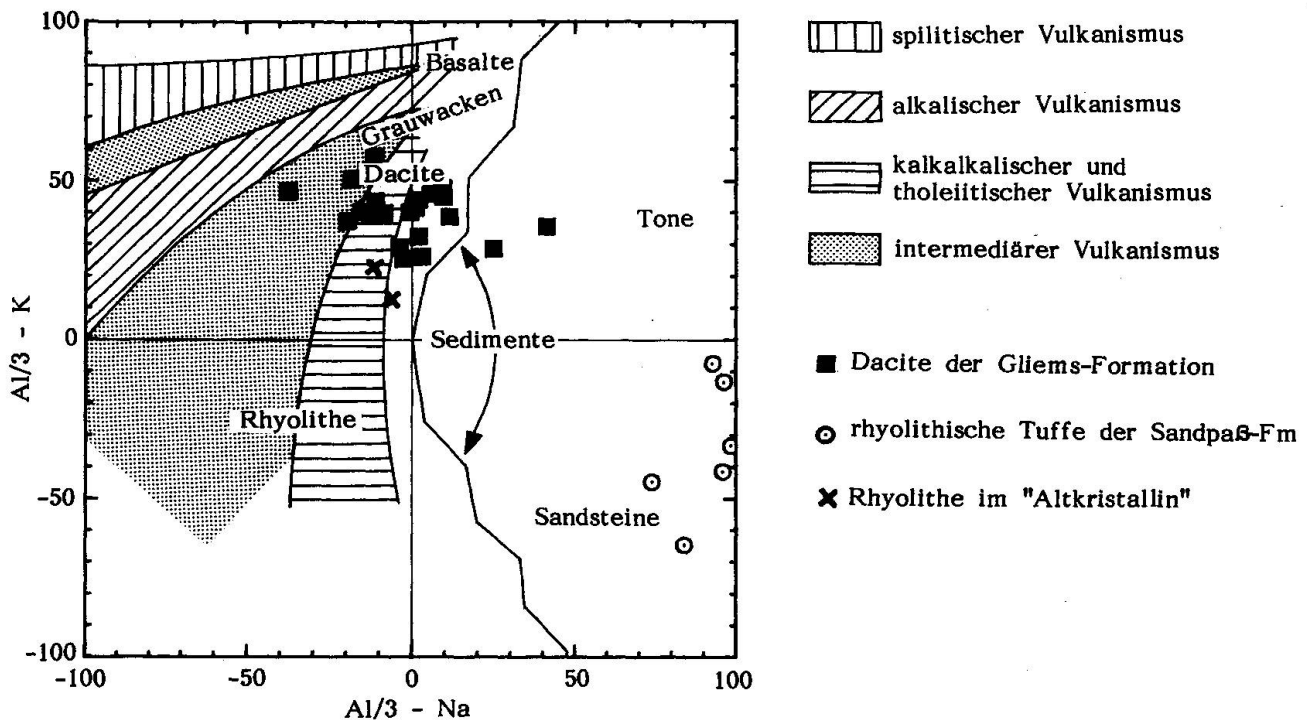 100
50
0
-50
-100
Al/3 - K
-100
-50
0
50
100
Al/3 - Na
Basalte
Grauwacken
Dacite
Tone
Sedimente
Rhyolithe
Sandsteine
spilitischer Vulkanismus
alkalischer Vulkanismus
kalkalkalischer und
tholeiitischer Vulkanismus
intermediärer Vulkanismus
Dacite der Gliems-Formation
rhyolithische Tuffe der Sandpaß-Fm
Rhyolithe im "Altkristallin"